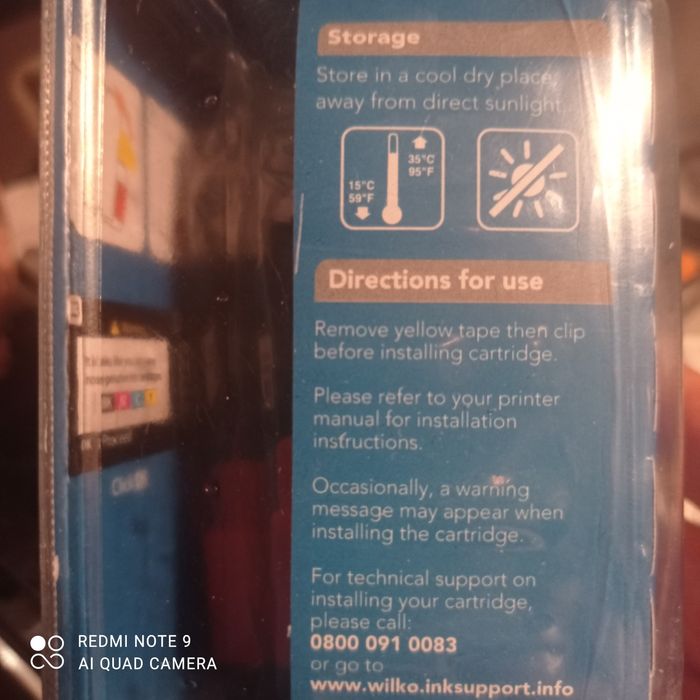 Storage
Store in a cool dry place
away from direct sunlight
35°C
95°F
15°C
59°F
Directions for use
Remove yellow tape then clip
before installing cartridge.
Please refer to your printer
manual for installation
instructions.
Occasionally, a warning
message may appear when
installing the cartridge.
For technical support on
installing your cartridge,
please call:
0800 091 0083
or go to
www.wilko.inksupport.info
OK
Proceed
Click
REDMI NOTE 9
AI QUAD CAMERA